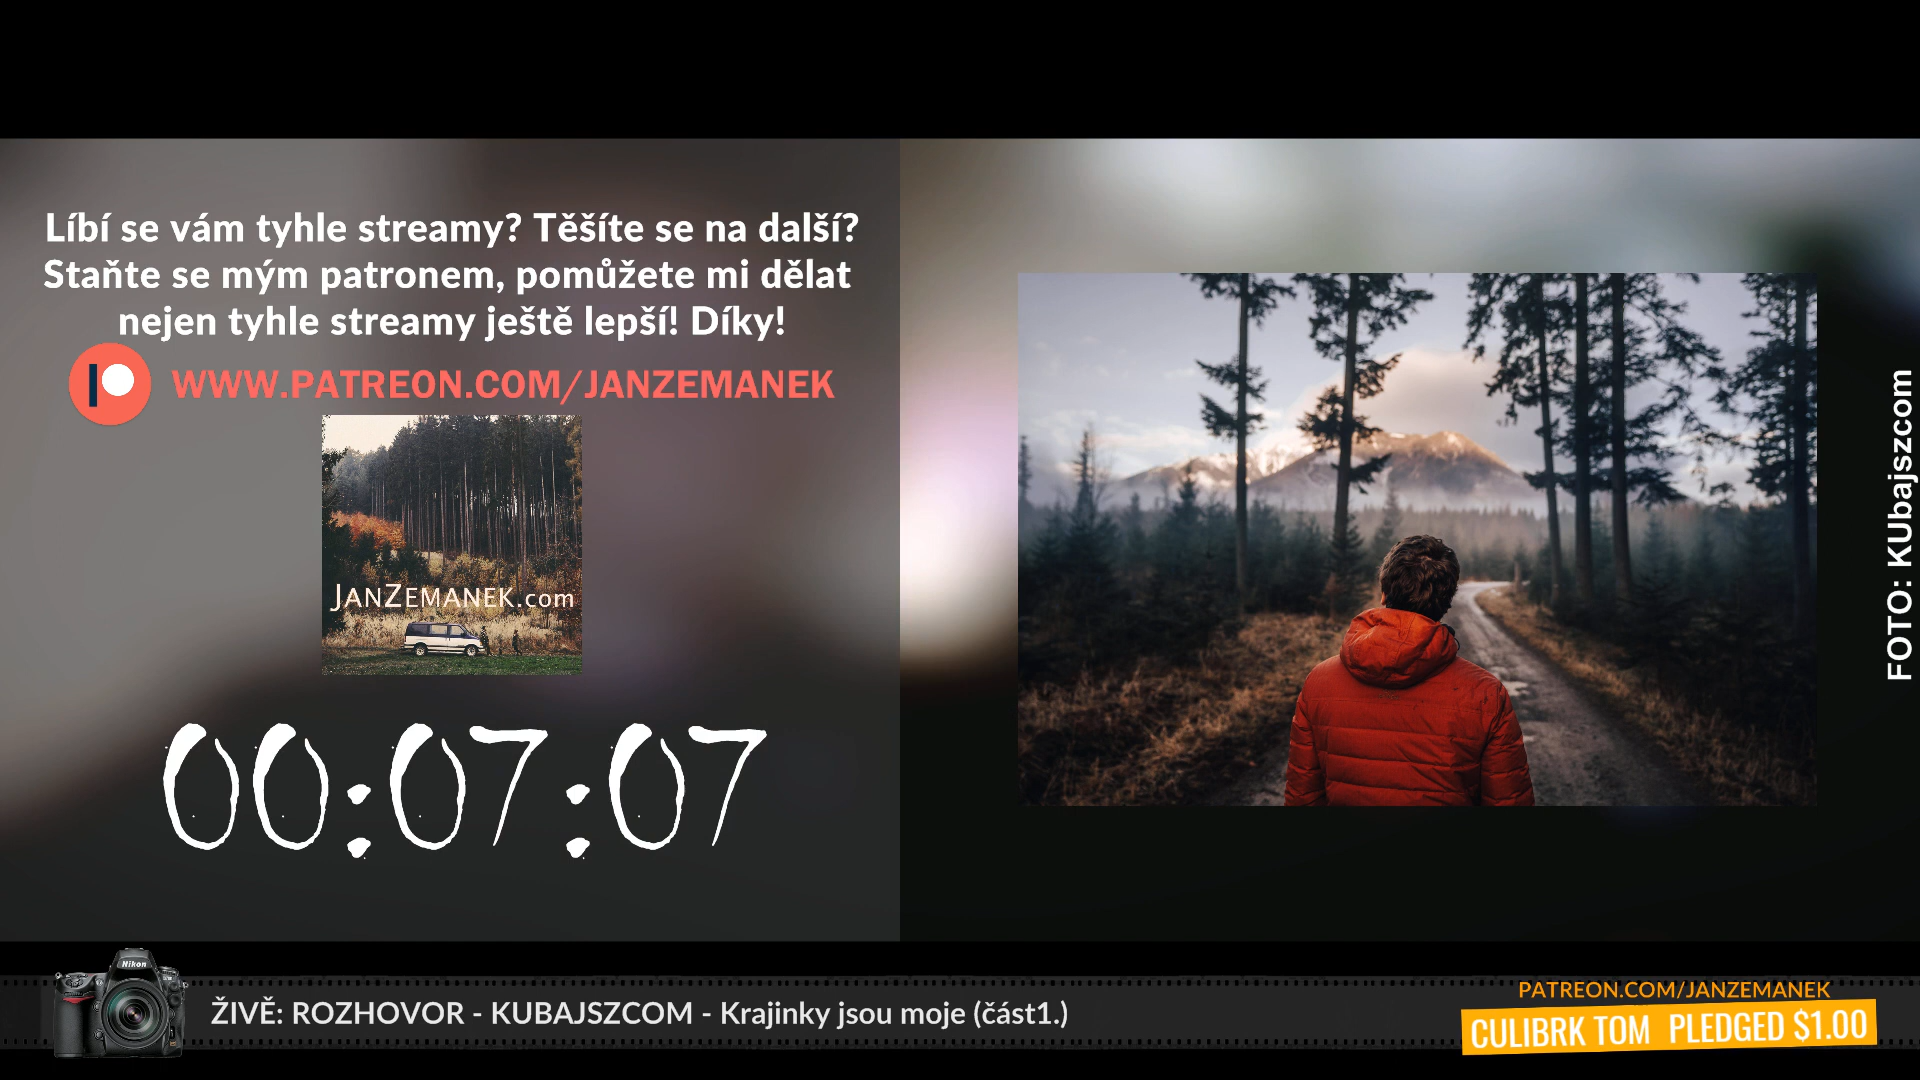 Líbí se vám tyhle streamy? Těšíte se na další?
Staňte se mým patronem, pomůžete mi dělat
nejen tyhle streamy ještě lepší! Díky!
WWW.PATREON.COM/JANZEMANEK
JANZEMANEK.com
00:07:07
FOTO: KUbajszcom
Nikon
ŽIVĚ: ROZHOVOR - KUBAJSZCOM - Krajinky jsou moje (část1.)
PATREON.COM/JANZEMANEK
CULIBRK TOM PLEDGED $1.00